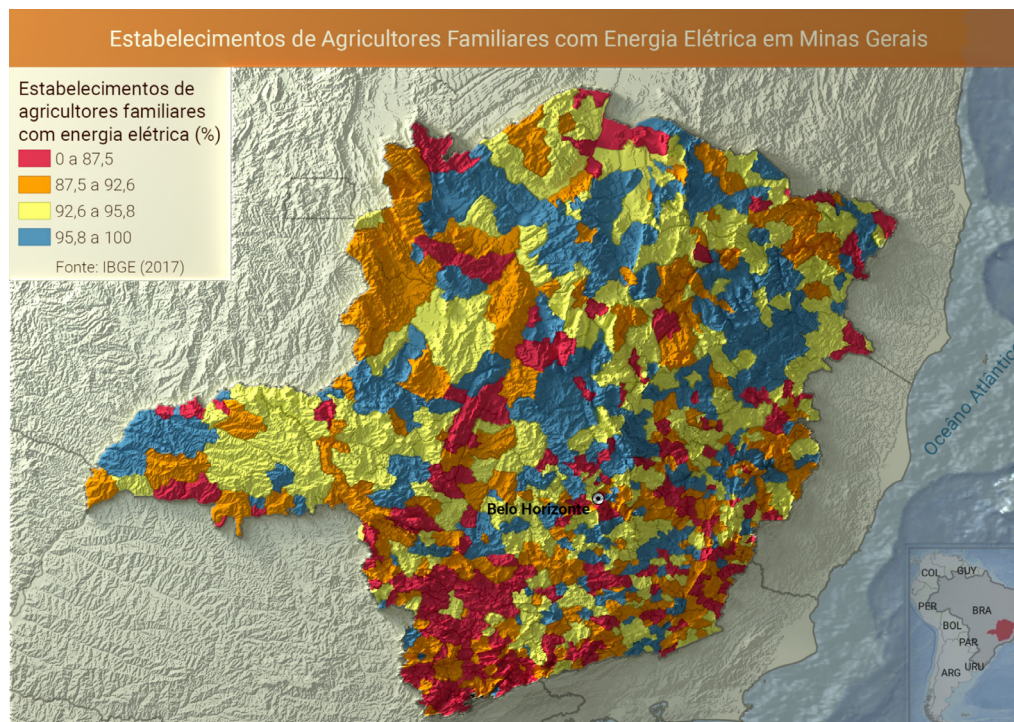 Estabelecimentos de Agricultores Familiares com Energia Elétrica em Minas Gerais
Estabelecimentos de
agricultores familiares
com energia elétrica (%)
0 a 87,5
87,5 a 92,6
92,6 a 95,8
95,8 a 100
Fonte: IBGE (2017)
Oceâno Atlântico
Belo Horizonte
COL
GUY
PER
BRA
BOL
PAR
ARG
URU